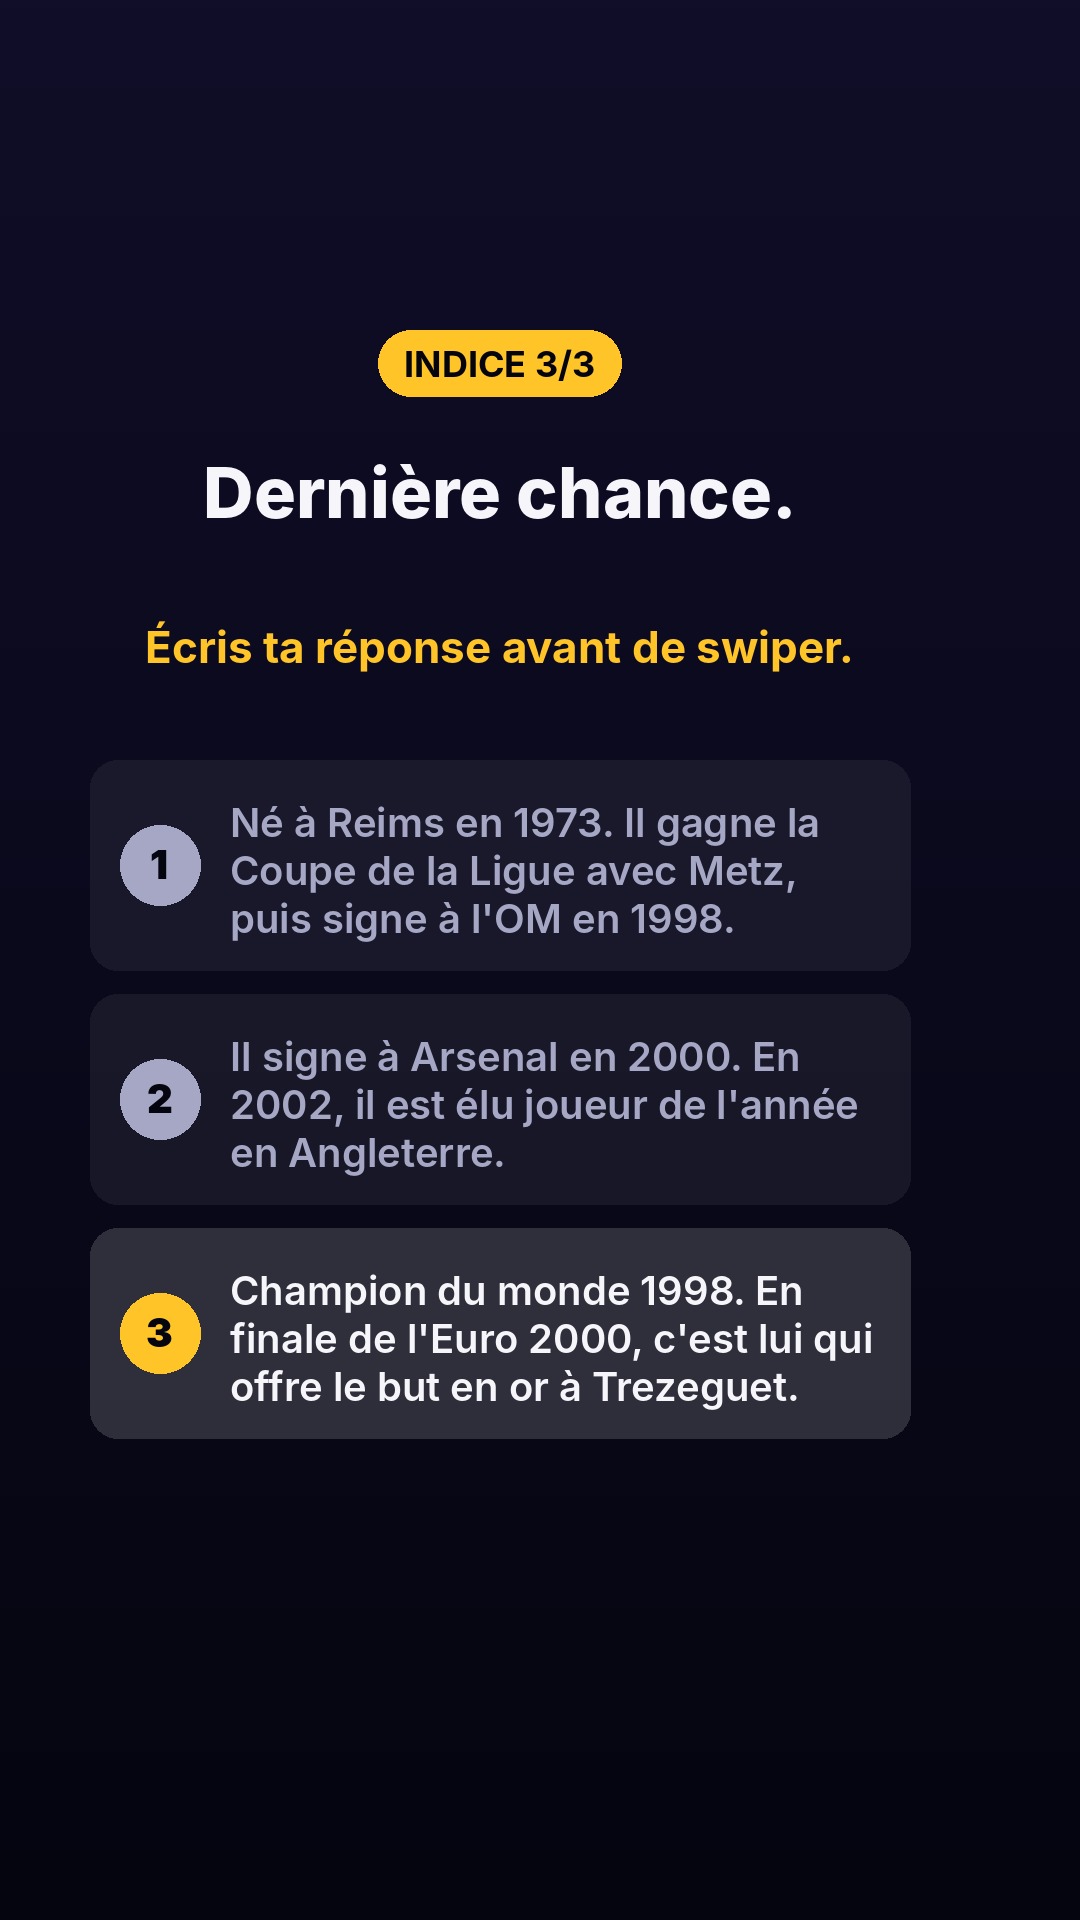 INDICE 3/3
Dernière chance.
Écris ta réponse avant de swiper.
1
Né à Reims en 1973. Il gagne la
Coupe de la Ligue avec Metz,
puis signe à l'OM en 1998.
2
Il signe à Arsenal en 2000. En
2002, il est élu joueur de l'année
en Angleterre.
3
Champion du monde 1998. En
finale de l'Euro 2000, c'est lui qui
offre le but en or à Trezeguet.